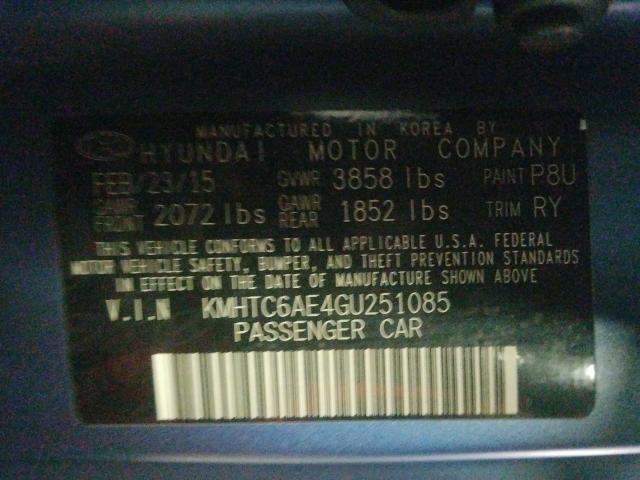 MANUFACTURED IN KOREA BY
HYUNDAI MOTOR COMPANY
FEB/23/15 GVWR 3858 lbs PAINT P8U
GAWR FRONT 2072 lbs GAWR REAR 1852 lbs TRIM RY
THIS VEHICLE CONFORMS TO ALL APPLICABLE U.S.A. FEDERAL
MOTOR VEHICLE SAFETY, BUMPER, AND THEFT PREVENTION STANDARDS
IN EFFECT ON THE DATE OF MANUFACTURE SHOWN ABOVE
V.I.N KMHTC6AE4GU251085
PASSENGER CAR